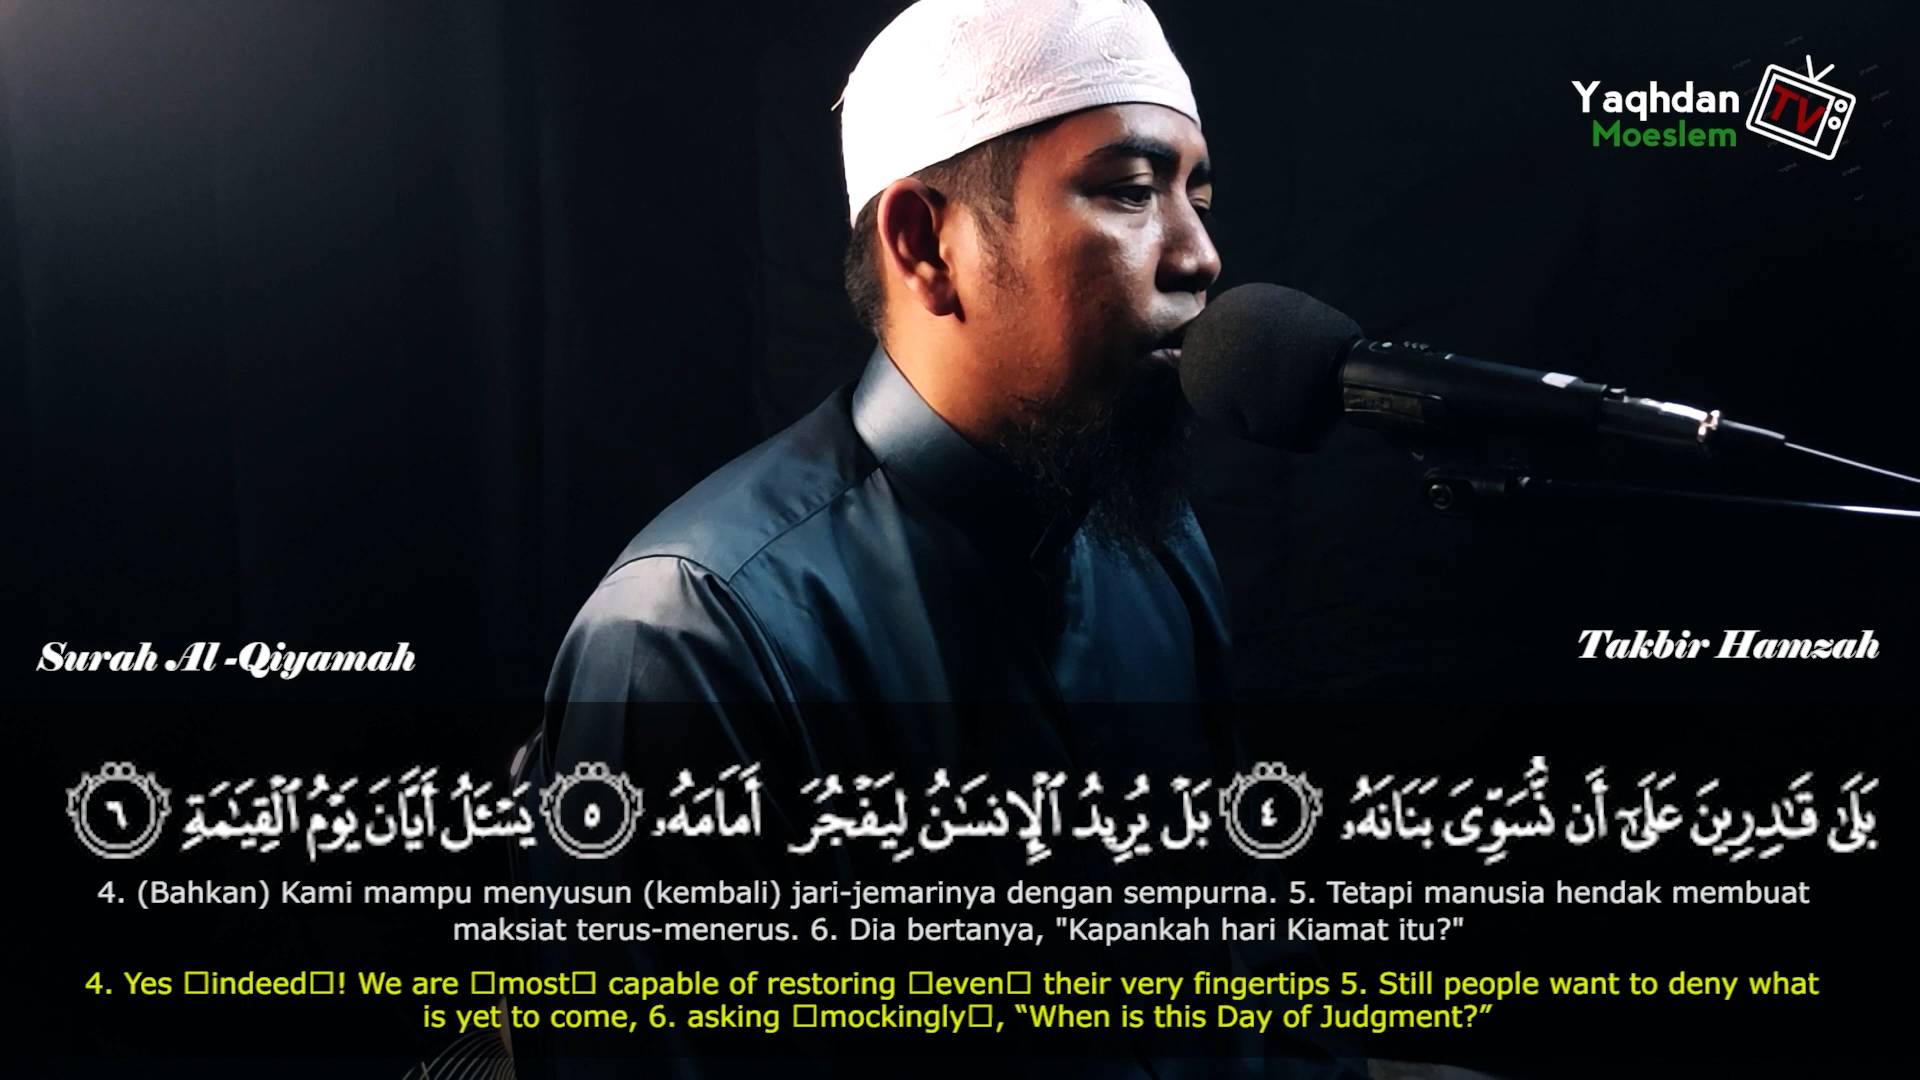 Yaqhdan
TV
Moeslem
Surah Al-Qiyamah
Takbir Hamzah
بَلَىٰ قَـٰدِرِينَ عَلَىٰٓ أَن نُّسَوِّىَ بَنَانَهُۥ ٤ بَلْ يُرِيدُ ٱلْإِنسَـٰنُ لِيَفْجُرَ أَمَامَهُۥ ٥ يَسْـَٔلُ أَيَّانَ يَوْمُ ٱلْقِيَـٰمَةِ ٦
4. (Bahkan) Kami mampu menyusun (kembali) jari-jemarinya dengan sempurna. 5. Tetapi manusia hendak membuat
maksiat terus-menerus. 6. Dia bertanya, "Kapankah hari Kiamat itu?"
4. Yes □indeed□! We are □most□ capable of restoring □even□ their very fingertips 5. Still people want to deny what
is yet to come, 6. asking □mockingly□, “When is this Day of Judgment?”